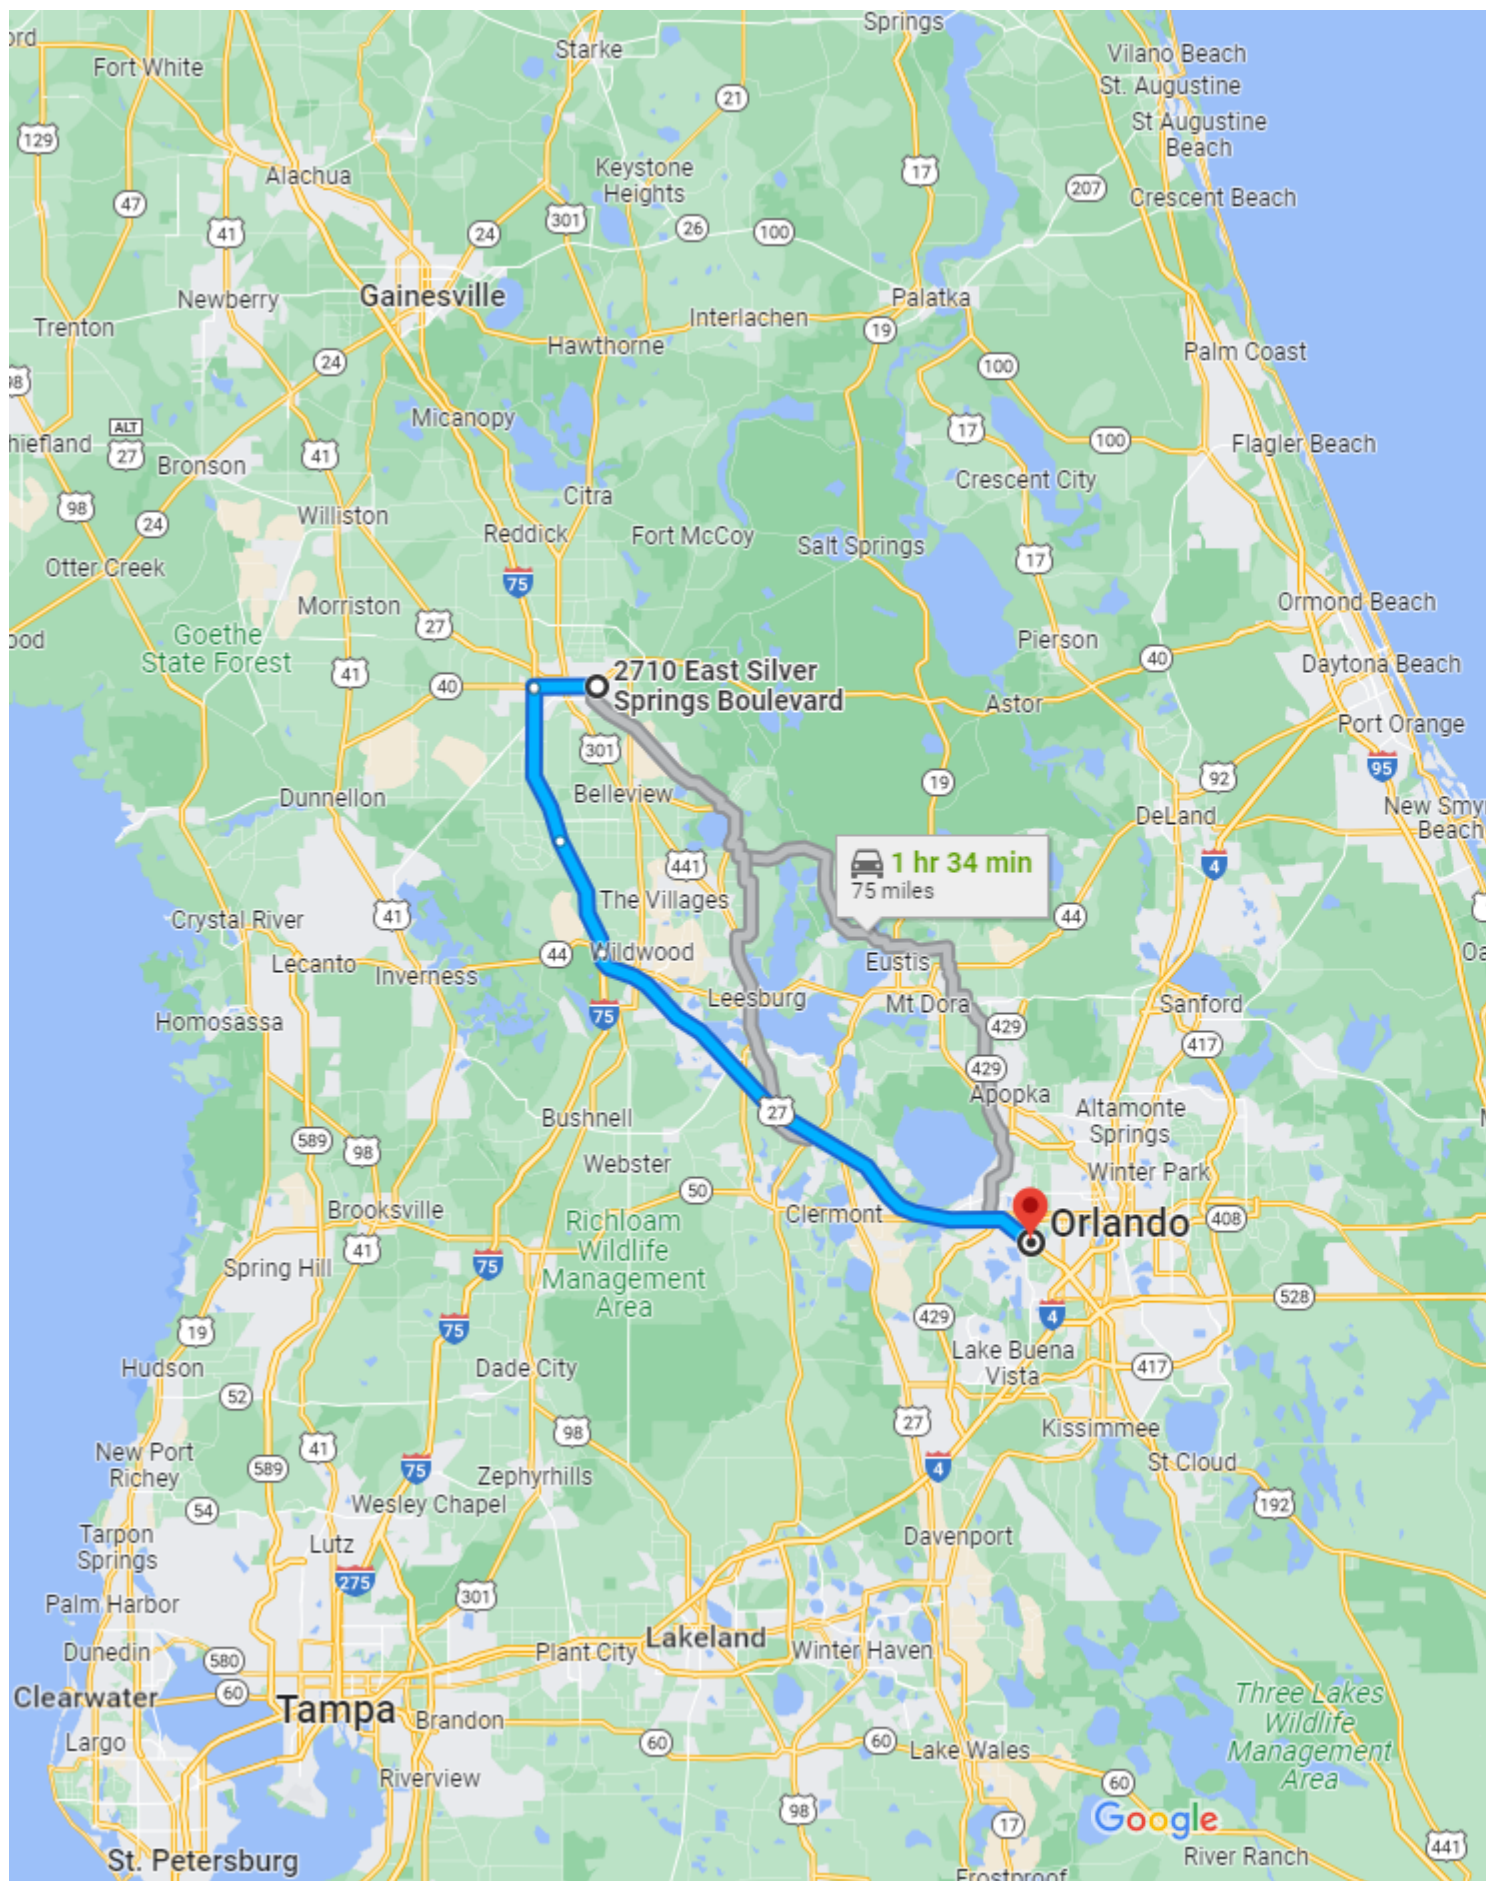 Springs
Starke
Vilano Beach
Fort White
St. Augustine
21
St Augustine
Beach
129
Keystone
Heights
17
Alachua
207
Crescent Beach
47
301
41
24
26
100
Newberry
Gainesville
Palatka
Trenton
Interlachen
19
Hawthorne
Palm Coast
24
100
Micanopy
ALT
27
41
17
100
Flagler Beach
Bronson
Crescent City
98
Citra
24
Williston
Reddick
Fort McCoy
Salt Springs
17
Otter Creek
75
Morriston
Ormond Beach
27
Goethe
State Forest
Pierson
40
Daytona Beach
41
40
2710 East Silver
Springs Boulevard
Astor
Port Orange
301
95
92
19
Dunnellon
Belleview
DeLand
New Smy
Beach
4
441
1 hr 34 min
75 miles
The Villages
44
Crystal River
41
44
Wildwood
Lecanto
Inverness
Eustis
Leesburg
Mt Dora
Sanford
75
Homosassa
429
417
429
Apopka
27
Altamonte
Springs
Bushnell
589
98
Webster
Winter Park
50
Brooksville
Clermont
Orlando
408
Richloam
Wildlife
Management
Area
41
75
Spring Hill
528
429
4
19
75
Lake Buena
Vista
Hudson
Dade City
417
52
27
98
Kissimmee
New Port
Richey
41
589
75
4
St Cloud
Zephyrhills
192
54
Wesley Chapel
Tarpon
Springs
Lutz
Davenport
275
301
Palm Harbor
Lakeland
Dunedin
580
Plant City
Winter Haven
Clearwater
60
Tampa
Brandon
Three Lakes
Wildlife
Management
Area
Largo
60
60
Lake Wales
Riverview
60
98
17
Google
441
St. Petersburg
River Ranch
Frostproof